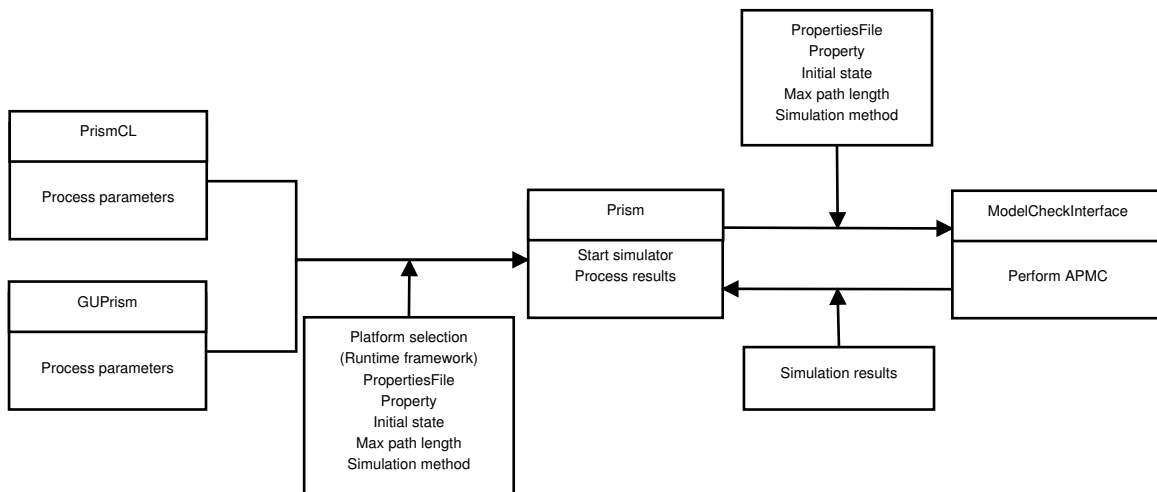 PropertiesFile
Property
Initial state
Max path length
Simulation method
PrismCL
Process parameters
Prism
Start simulator
Process results
ModelCheckInterface
Perform APMC
GUPrism
Process parameters
Platform selection
(Runtime framework)
PropertiesFile
Property
Initial state
Max path length
Simulation method
Simulation results